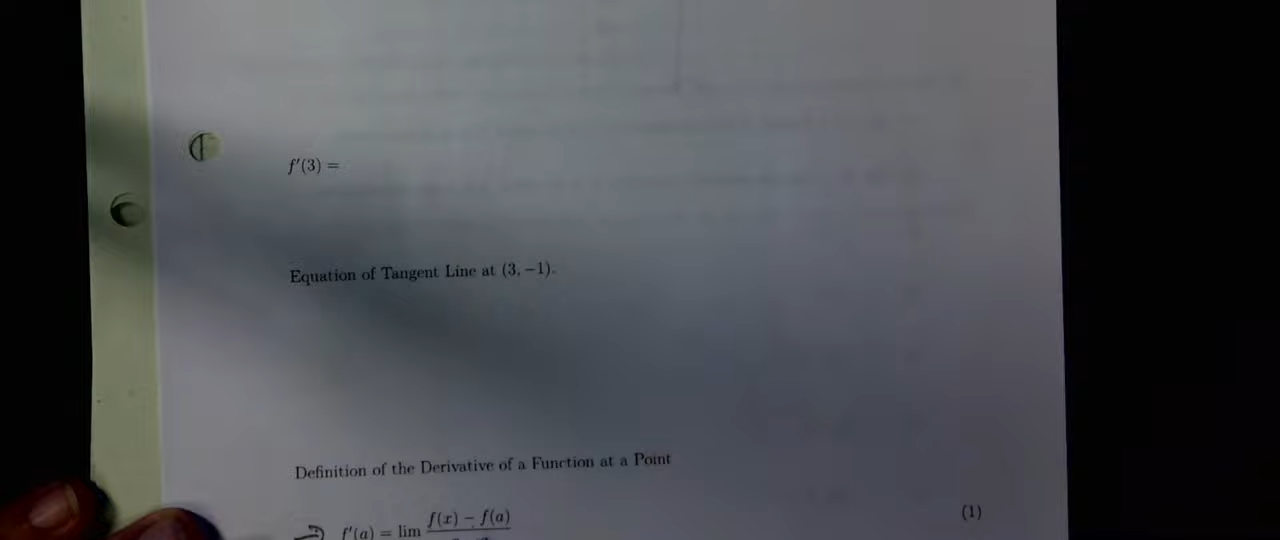 f'(3) =
Equation of Tangent Line at (3, −1).
Definition of the Derivative of a Function at a Point
f'(a) = lim f(x) − f(a)
(1)